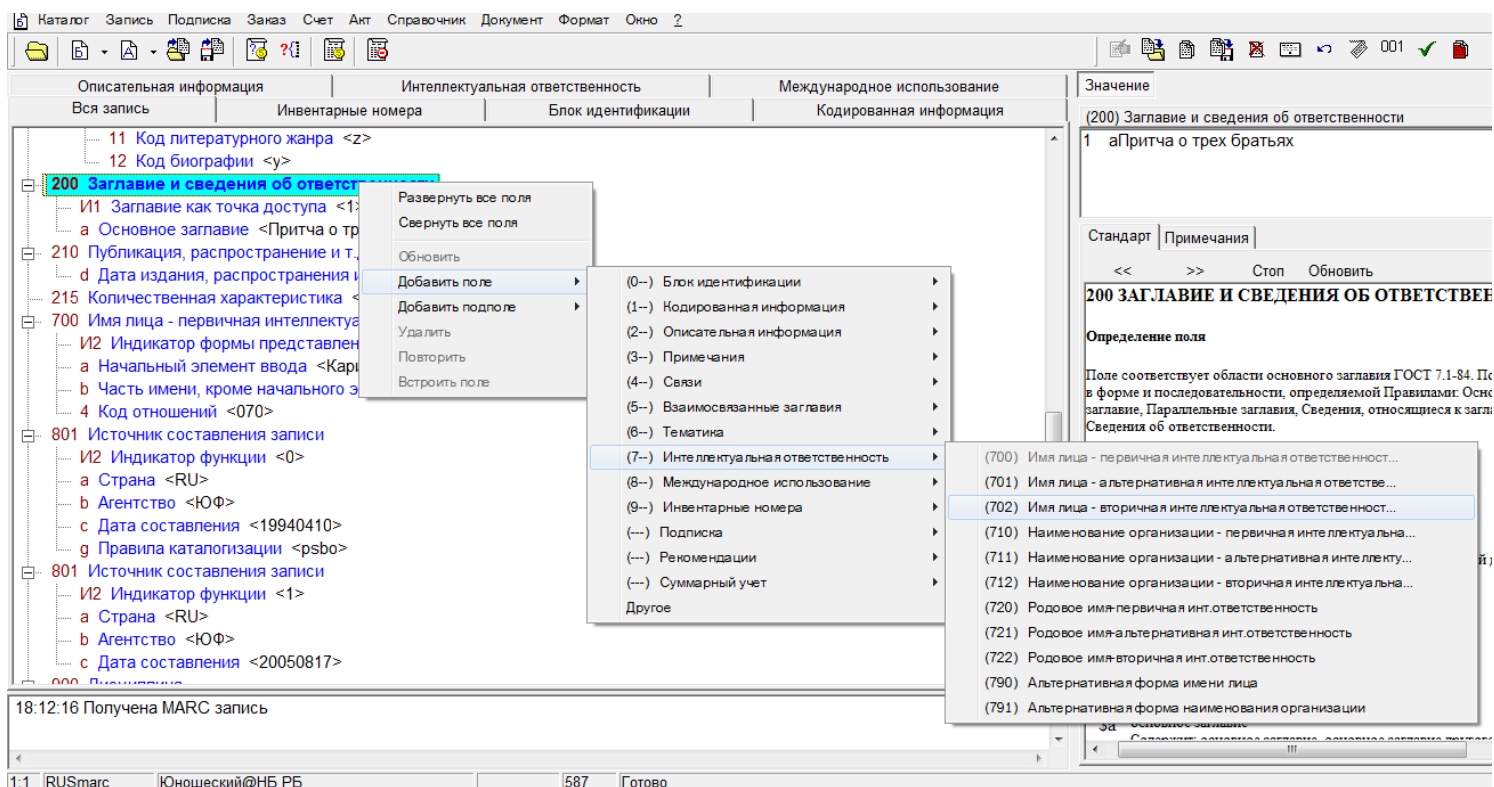 Каталог Запись Подписка Заказ Счет Акт Справочник Документ Формат Окно ?
001
Описательная информация Интеллектуальная ответственность Международное использование
Вся запись Инвентарные номера Блок идентификации Кодированная информация
11 Код литературного жанра <z>
12 Код биографии <y>
200 Заглавие и сведения об ответственности
И1 Заглавие как точка доступа <1>
a Основное заглавие <Притча о тр
210 Публикация, распространение и т.
d Дата издания, распространения
215 Количественная характеристика <
700 Имя лица - первичная интеллектуа
И2 Индикатор формы представлен
a Начальный элемент ввода <Кари
b Часть имени, кроме начального э
4 Код отношений <070>
801 Источник составления записи
И2 Индикатор функции <0>
a Страна <RU>
b Агентство <ЮФ>
c Дата составления <19940410>
g Правила каталогизации <psbo>
801 Источник составления записи
И2 Индикатор функции <1>
a Страна <RU>
b Агентство <ЮФ>
c Дата составления <20050817>
Развернуть все поля
Свернуть все поля
Обновить
Добавить поле
Добавить подполе
Удалить
Повторить
Встроить поле
(0--) Блок идентификации
(1--) Кодированная информация
(2--) Описательная информация
(3--) Примечания
(4--) Связи
(5--) Взаимосвязанные заглавия
(6--) Тематика
(7--) Интеллектуальная ответственность
(8--) Международное использование
(9--) Инвентарные номера
(---) Подписка
(---) Рекомендации
(---) Суммарный учет
Другое
(700) Имя лица - первичная интеллектуальная ответственност...
(701) Имя лица - альтернативная интеллектуальная ответстве...
(702) Имя лица - вторичная интеллектуальная ответственност...
(710) Наименование организации - первичная интеллектуальна...
(711) Наименование организации - альтернативная интеллекту...
(712) Наименование организации - вторичная интеллектуальна...
(720) Родовое имя-первичная инт.ответственность
(721) Родовое имя-альтернативная инт.ответственность
(722) Родовое имя-вторичная инт.ответственность
(790) Альтернативная форма имени лица
(791) Альтернативная форма наименования организации
Значение
(200) Заглавие и сведения об ответственности
1 aПритча о трех братьях
Стандарт Примечания
<< >> Стоп Обновить
200 ЗАГЛАВИЕ И СВЕДЕНИЯ ОБ ОТВЕТСТВЕН
Определение поля
Поле соответствует области основного заглавия ГОСТ 7.1-84. По
в форме и последовательности, определяемой Правилами: Осно
заглавие, Параллельные заглавия, Сведения, относящиеся к загла
Сведения об ответственности.
18:12:16 Получена MARC запись
1:1 RUSmarc Юношеский@НБ РБ 587 Готово